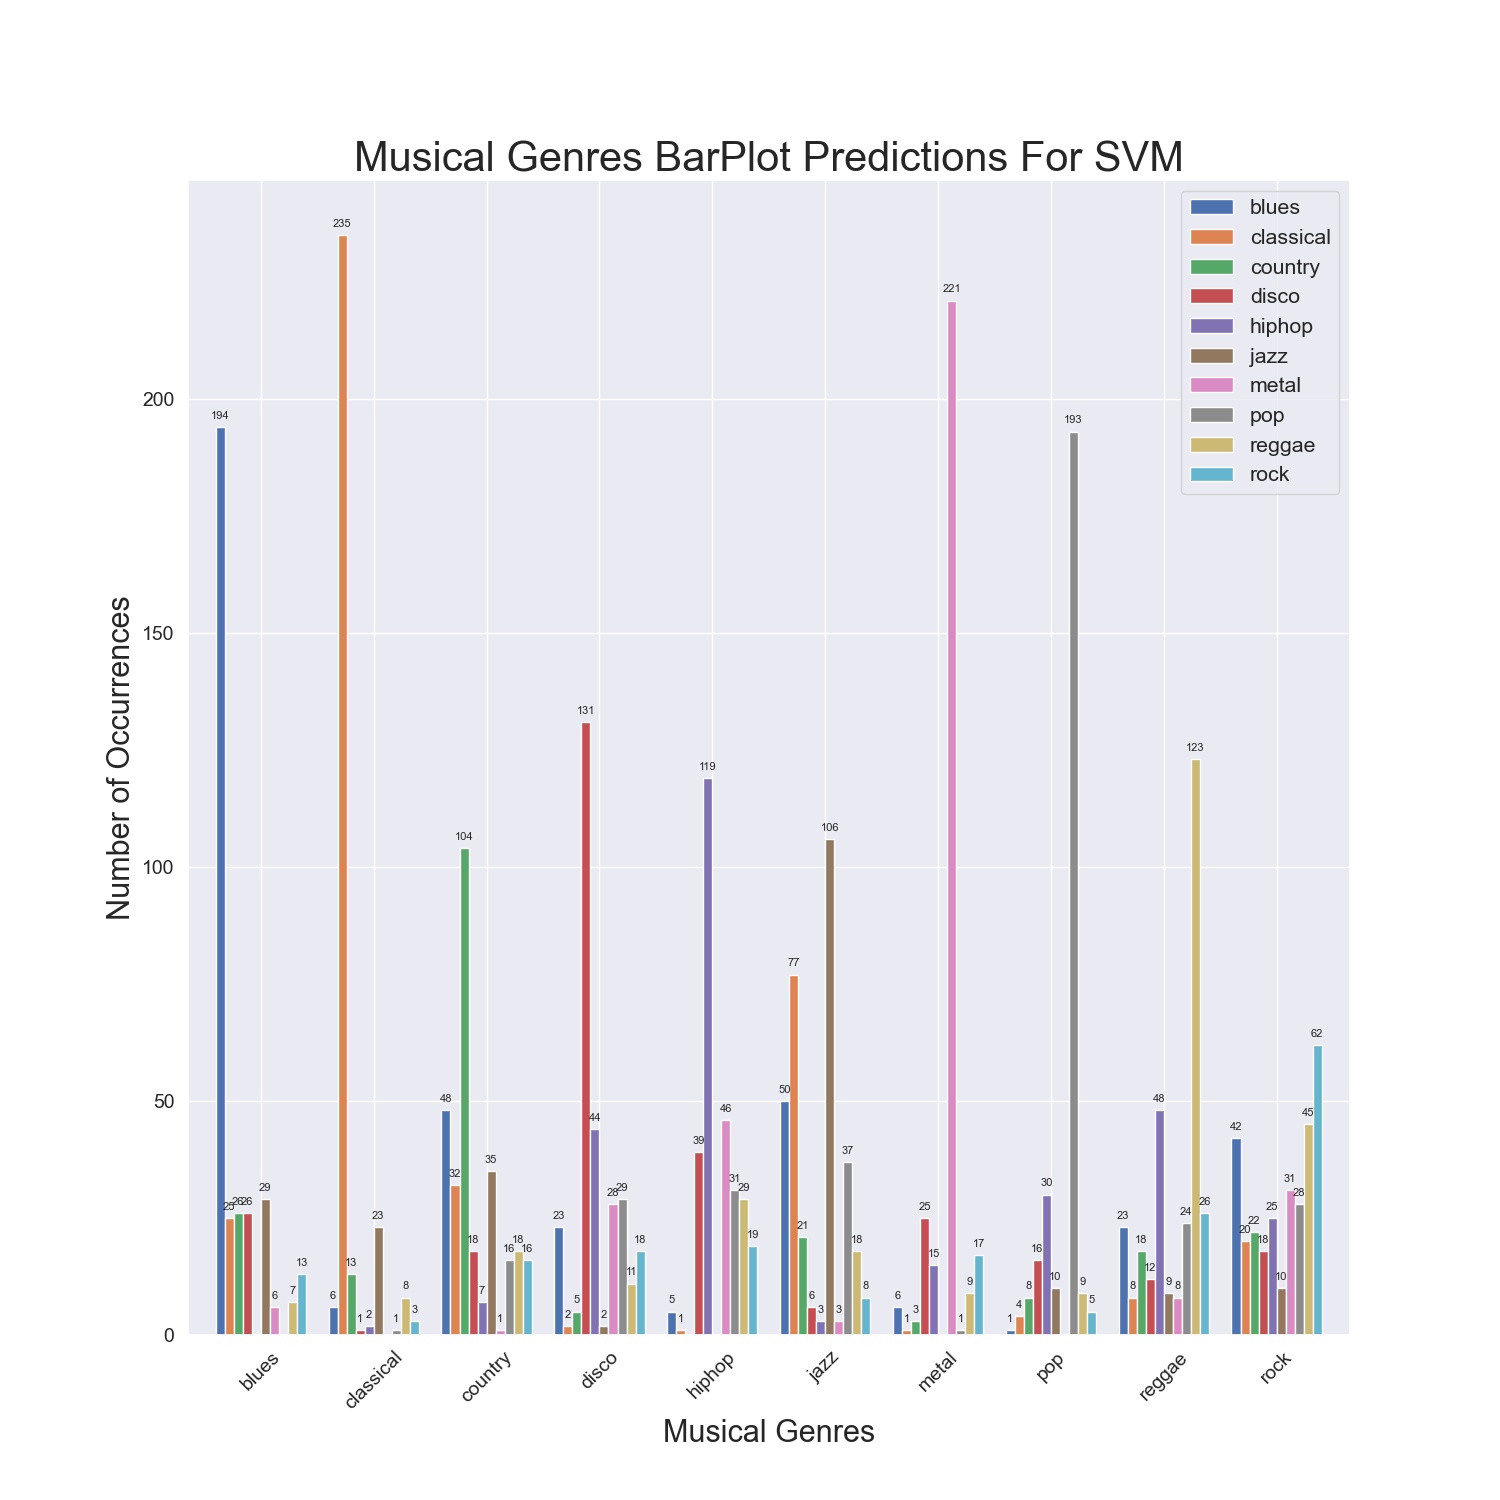 Musical Genres BarPlot Predictions For SVM
blues
classical
country
disco
hiphop
jazz
metal
pop
reggae
rock
Number of Occurrences
200
150
100
50
0
194 25 26 26 29 6 7 13
6 235 13 1 2 23 1 8 3
48 32 104 18 7 35 1 16 18 16
23 2 5 131 44 2 28 29 11 18
5 1 39 119 46 31 29 19
50 77 21 6 3 106 3 37 18 8
6 1 3 25 15 221 1 9 17
1 4 8 16 30 10 193 9 5
23 8 18 12 48 9 8 24 123 26
42 20 22 18 25 10 31 28 45 62
blues classical country disco hiphop jazz metal pop reggae rock
Musical Genres